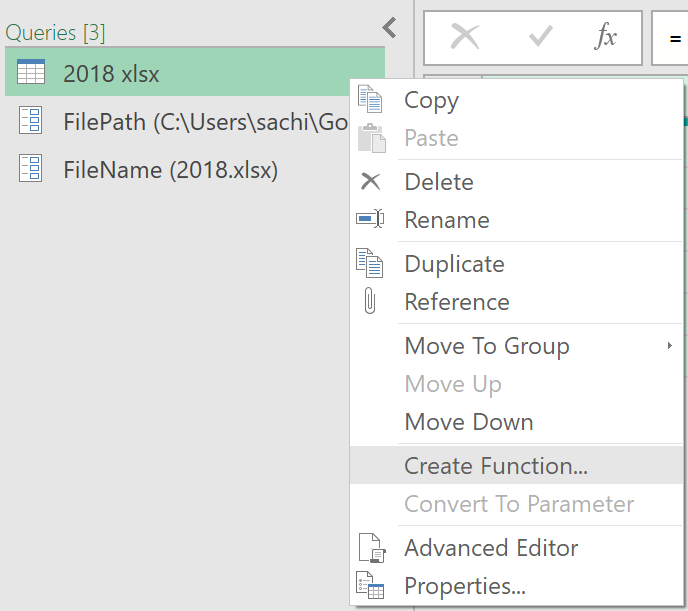 Queries [3]
fx
=
2018 xlsx
FilePath (C:\Users\sachi\Go
FileName (2018.xlsx)
Copy
Paste
Delete
Rename
Duplicate
Reference
Move To Group
Move Up
Move Down
Create Function...
Convert To Parameter
Advanced Editor
Properties...